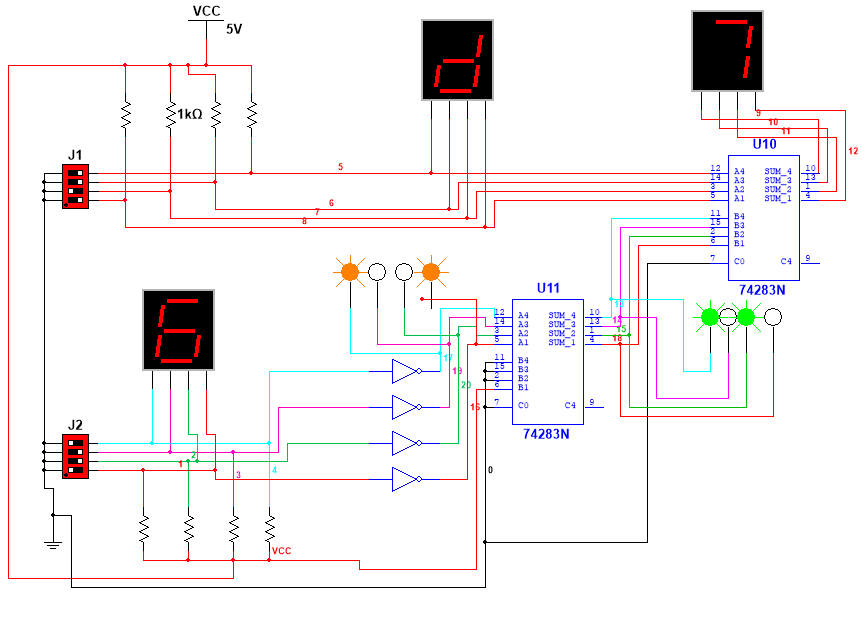 VCC
5V
d
7
1kΩ
9
10
11
U10
12
J1
5
6
7
8
12 A4 SUM_4 10
14 A3 SUM_3 13
3 A2 SUM_2 1
5 A1 SUM_1 4
11 B4
15 B3
2 B2
6 B1
7 C0 C4 9
74283N
6
U11
12 A4 SUM_4 10
14 A3 SUM_3 13
3 A2 SUM_2 1
5 A1 SUM_1 4
11 B4
15 B3
2 B2
6 B1
7 C0 C4 9
74283N
14
15
18
17
19
20
16
J2
1
2
3
4
0
VCC